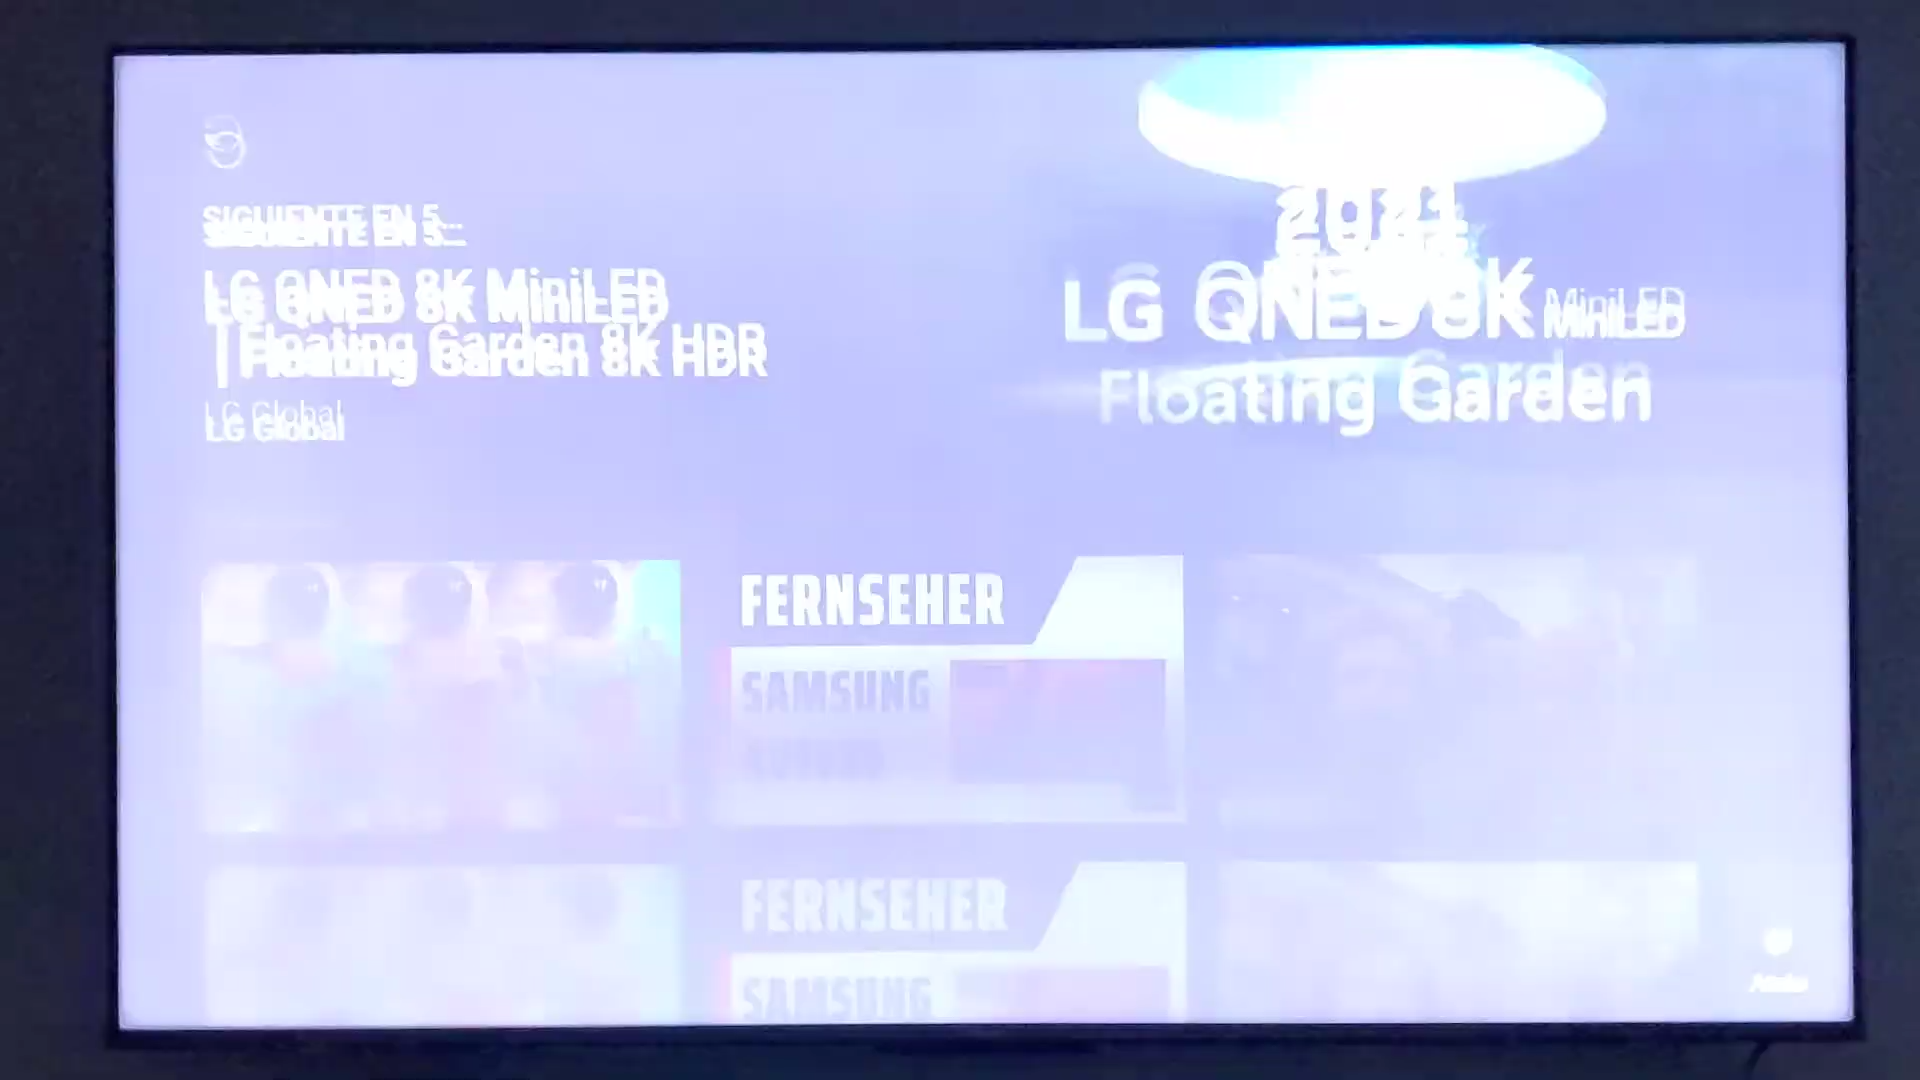 SIGUIENTE EN 5...
LG QNED 8K MiniLED
| Floating Garden 8K HDR
LG Global
2021
LG QNED 8K MiniLED
Floating Garden
FERNSEHER
SAMSUNG
FERNSEHER
SAMSUNG